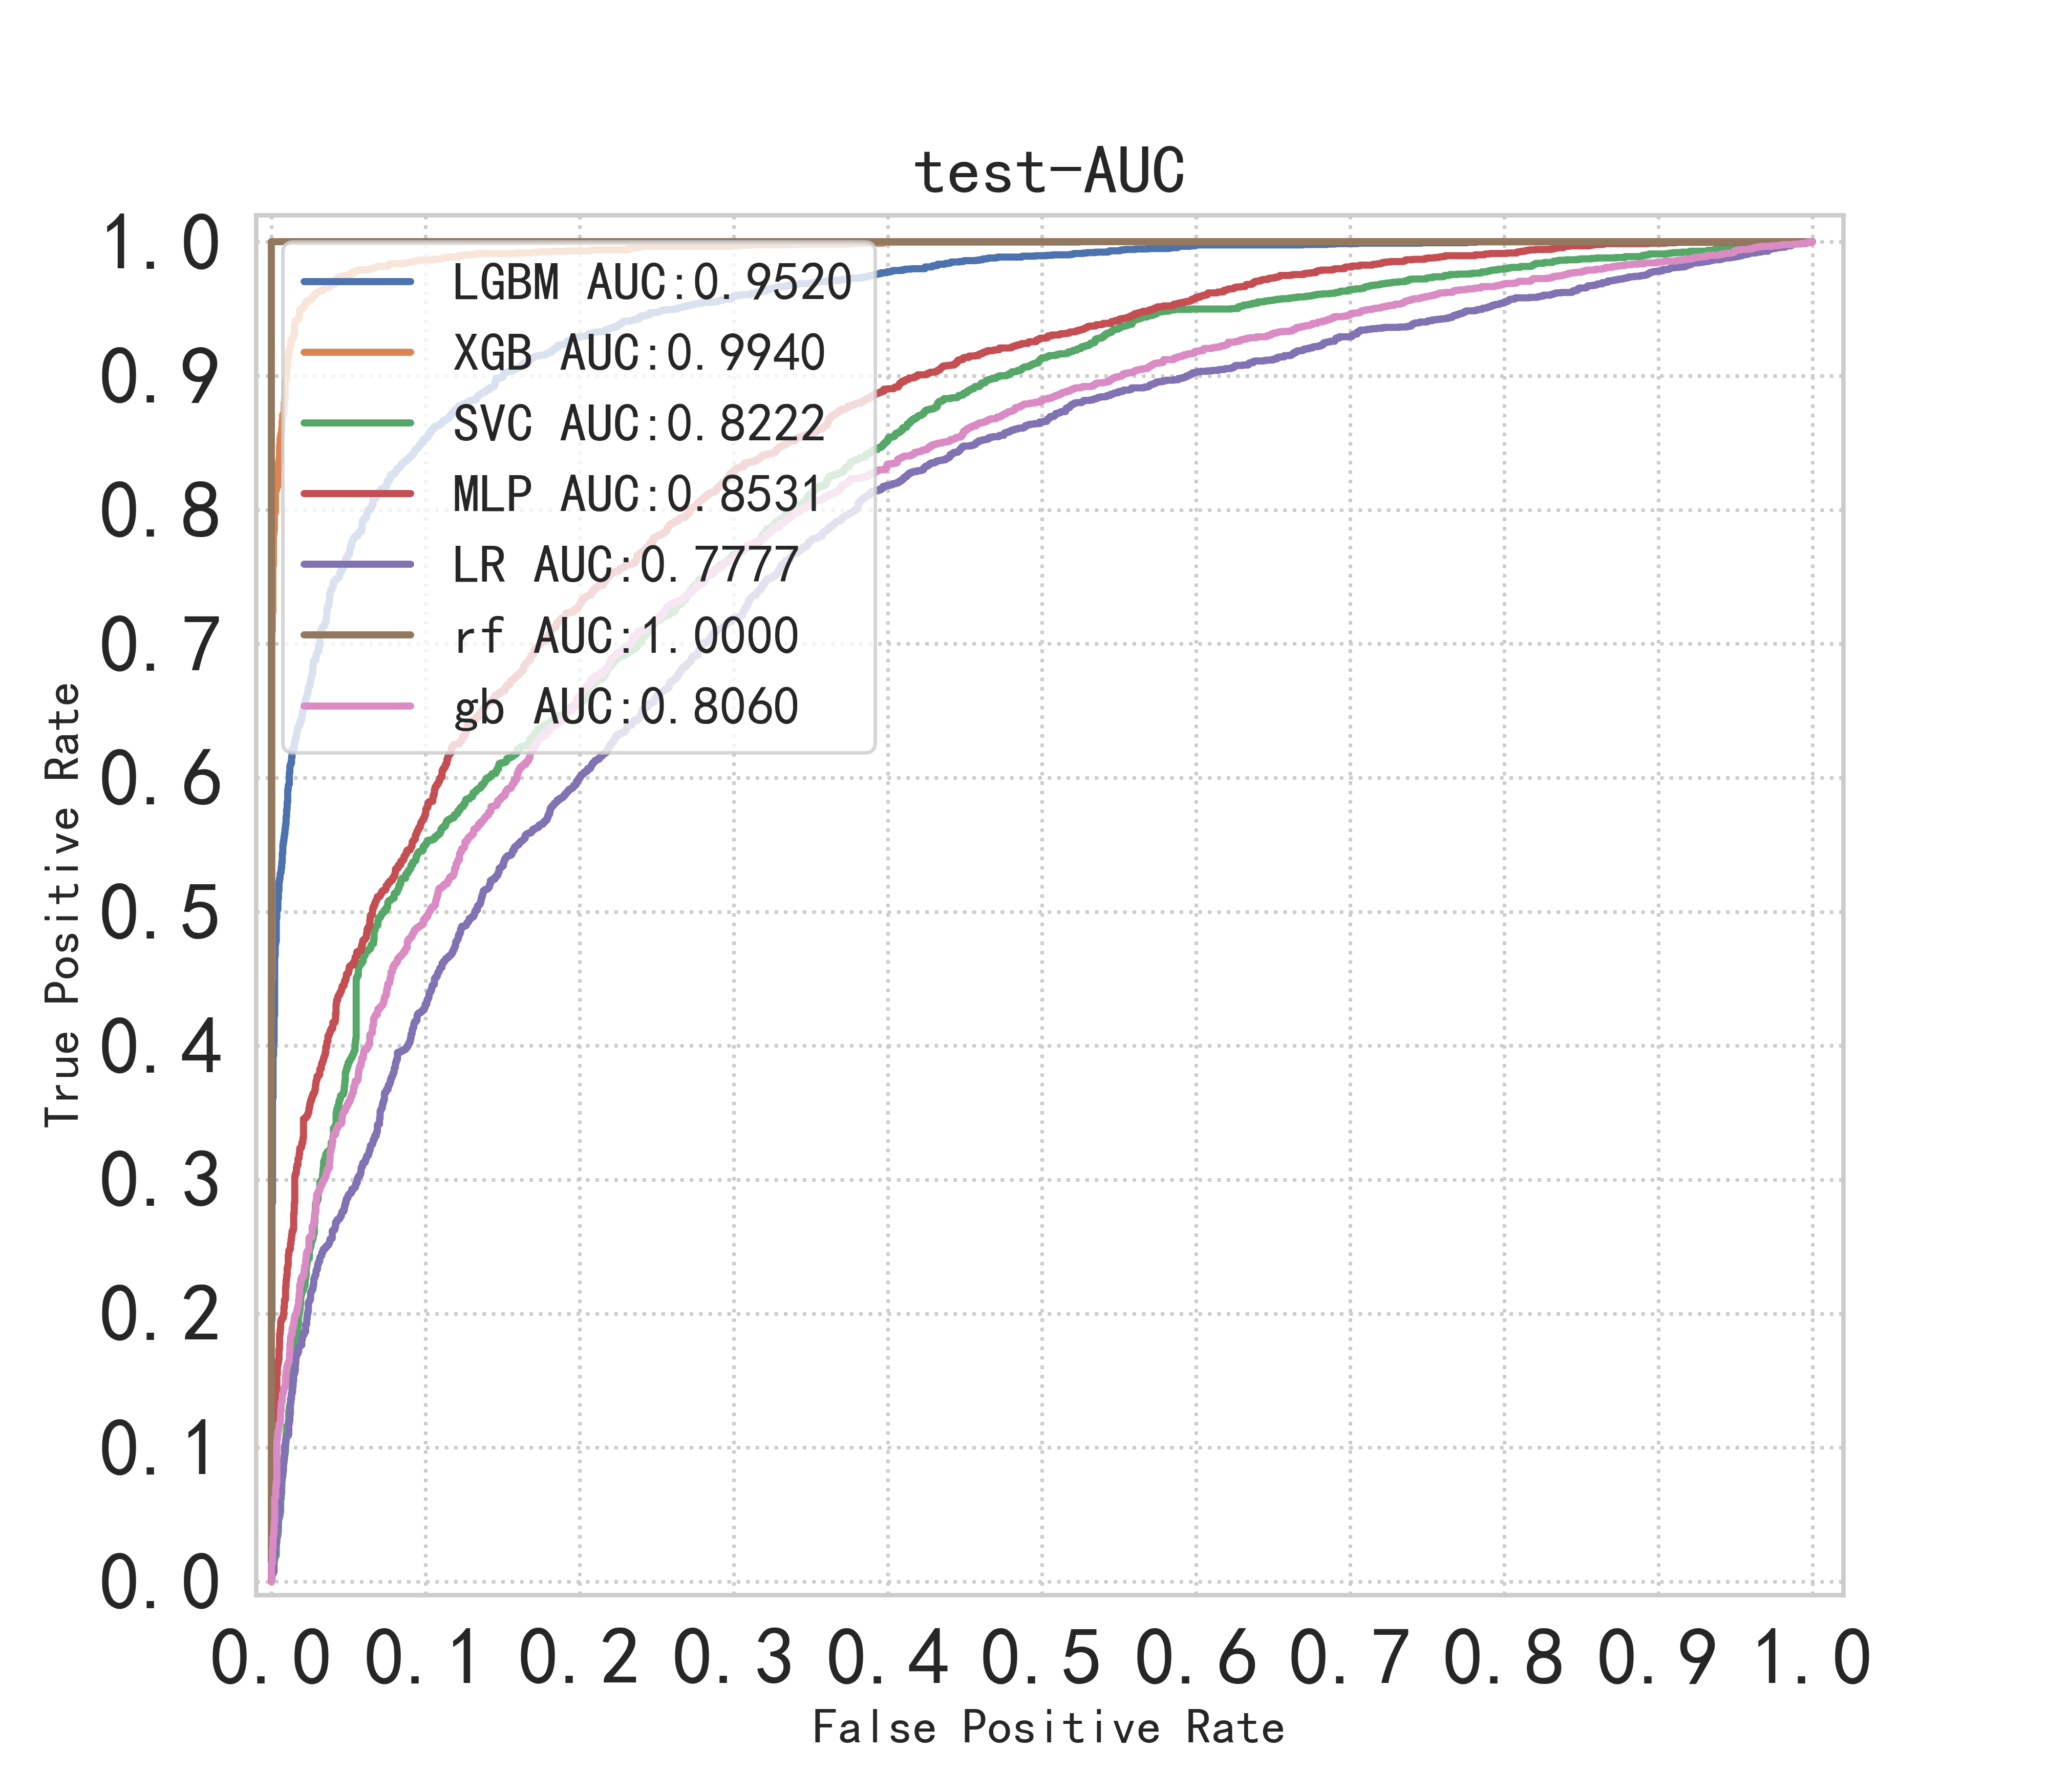 test-AUC
1.0
0.9
0.8
0.7
0.6
0.5
0.4
0.3
0.2
0.1
0.0
True Positive Rate
LGBM AUC:0.9520
XGB AUC:0.9940
SVC AUC:0.8222
MLP AUC:0.8531
LR AUC:0.7777
rf AUC:1.0000
gb AUC:0.8060
0.0 0.1 0.2 0.3 0.4 0.5 0.6 0.7 0.8 0.9 1.0
False Positive Rate